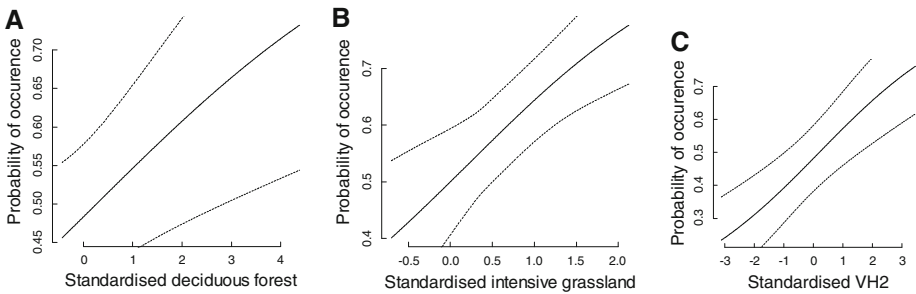 A
Probability of occurence
0.45 0.50 0.55 0.60 0.65 0.70
0 1 2 3 4
Standardised deciduous forest
B
Probability of occurence
0.4 0.5 0.6 0.7
-0.5 0.0 0.5 1.0 1.5 2.0
Standardised intensive grassland
C
Probability of occurence
0.3 0.4 0.5 0.6 0.7
-3 -2 -1 0 1 2 3
Standardised VH2